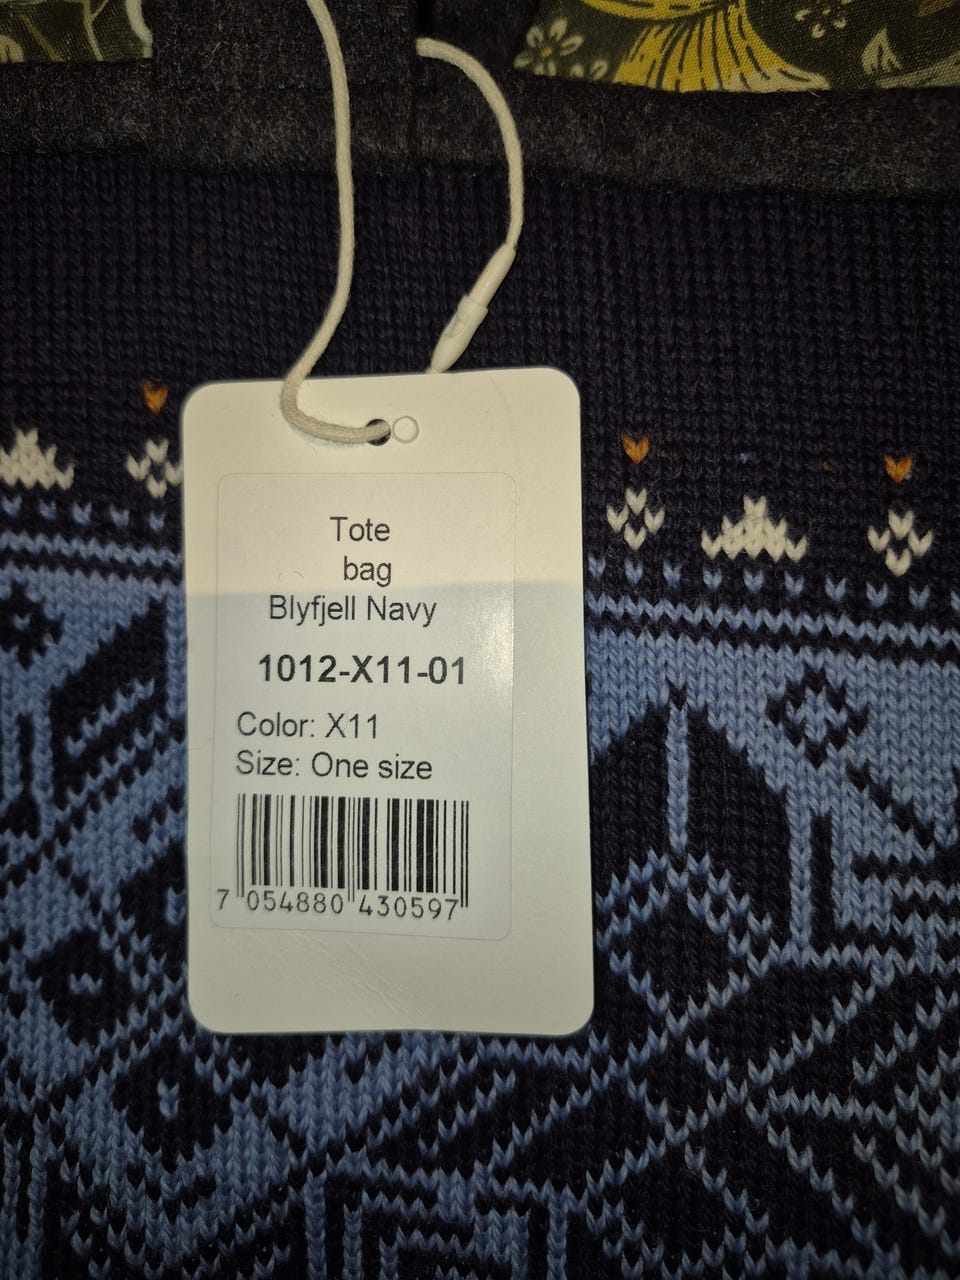 Tote
bag
Blyfjell Navy
1012-X11-01
Color: X11
Size: One size
7 054880 430597